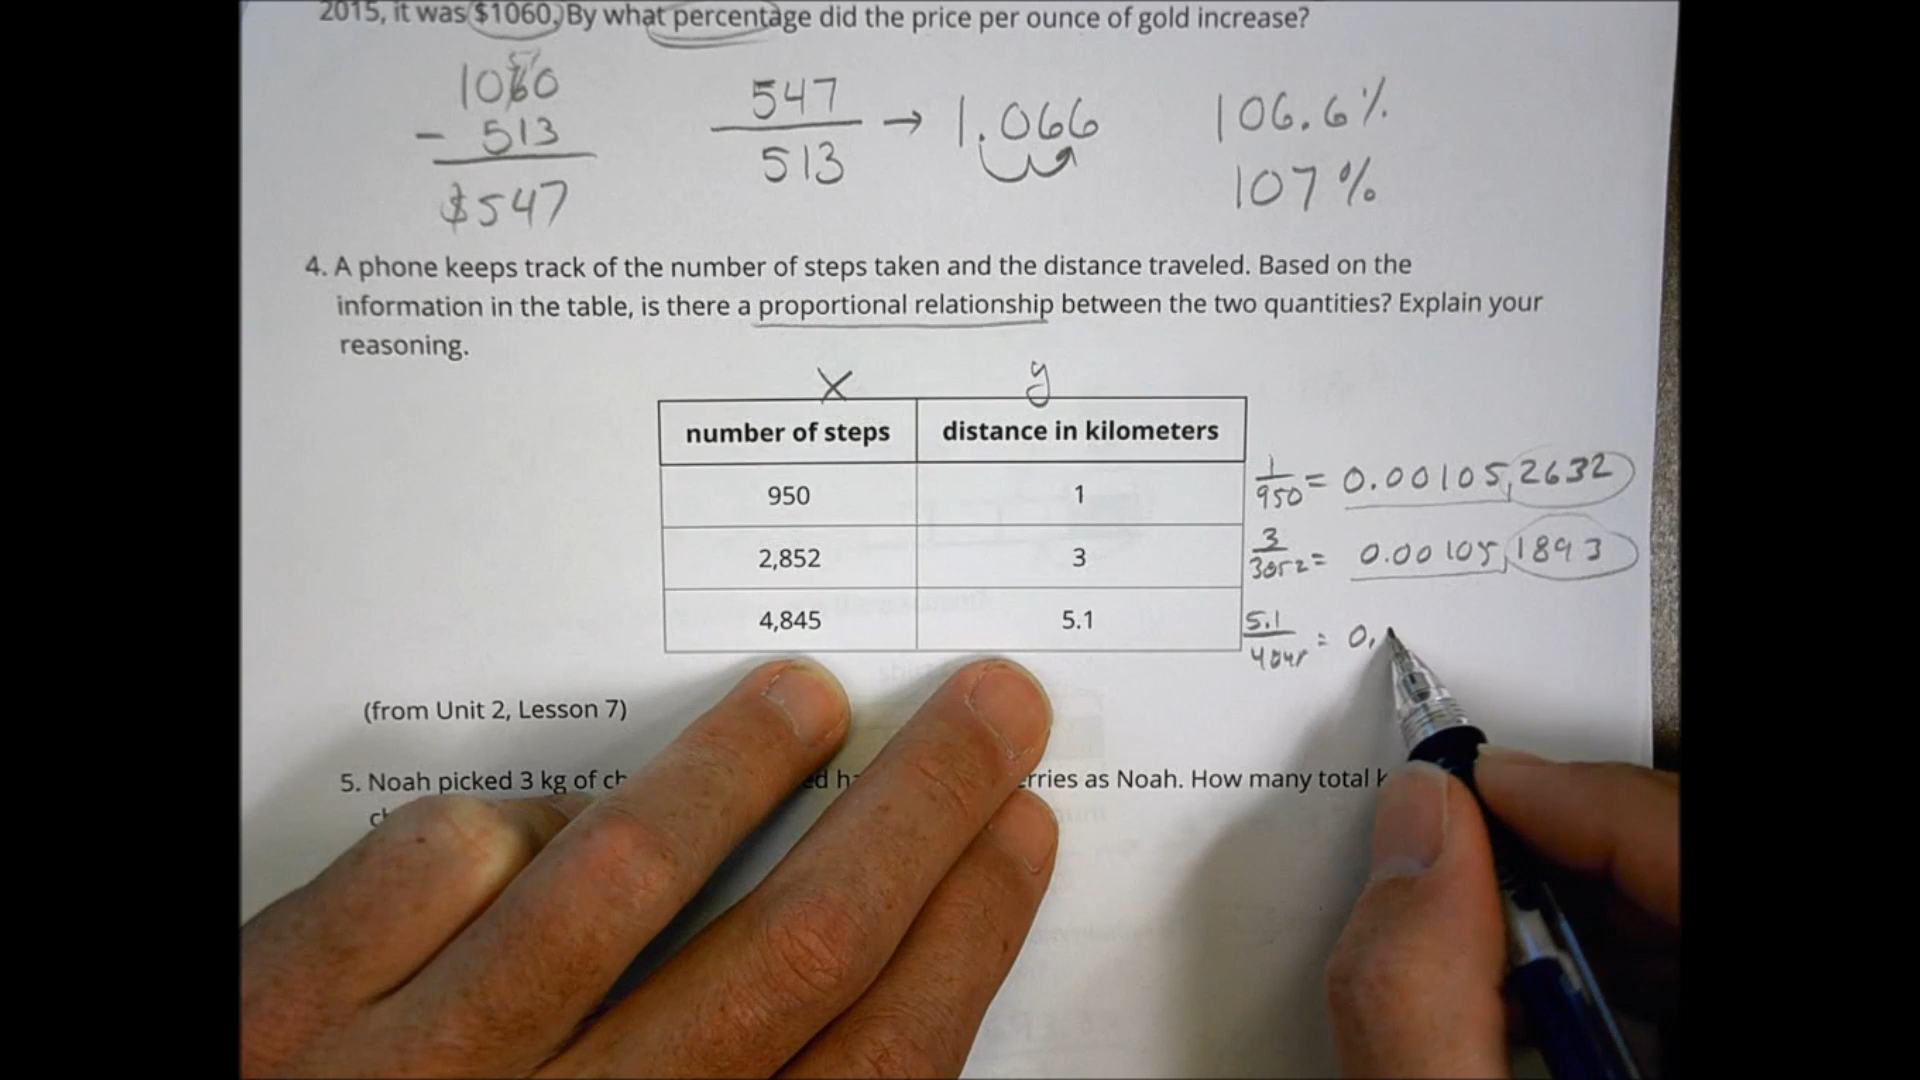 2015, it was $1060. By what percentage did the price per ounce of gold increase?
1060
- 513
$547
547
513
→ 1.066
106.6%
107%
4. A phone keeps track of the number of steps taken and the distance traveled. Based on the
information in the table, is there a proportional relationship between the two quantities? Explain your
reasoning.
x y
number of steps distance in kilometers
950 1
1/950 = 0.00105,2632
2,852 3
3/3052 = 0.00105,1893
4,845 5.1
5.1/4845 = 0.
(from Unit 2, Lesson 7)
5. Noah picked 3 kg of rries as Noah. How many total